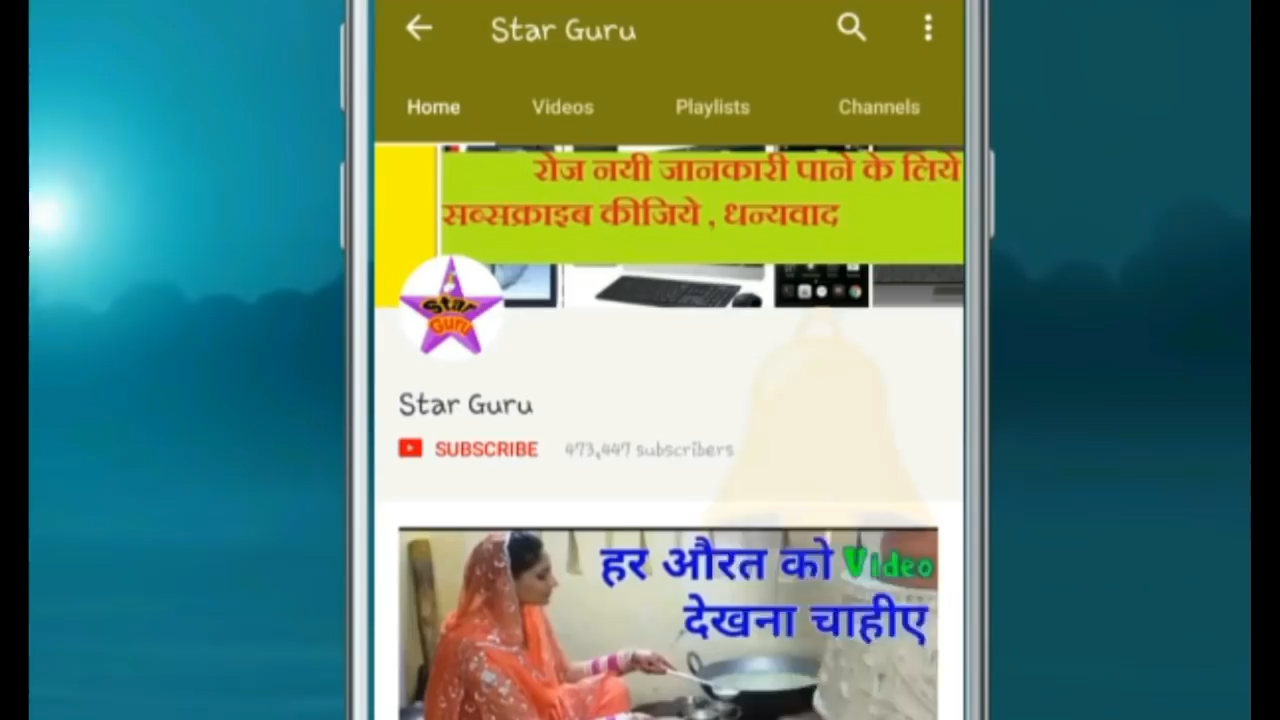 Star Guru
Home Videos Playlists Channels
रोज नयी जानकारी पाने के लिये
सब्सक्राइब कीजिये , धन्यवाद
Star
Guru
Star Guru
SUBSCRIBE 473,447 subscribers
हर औरत को Video
देखना चाहीए